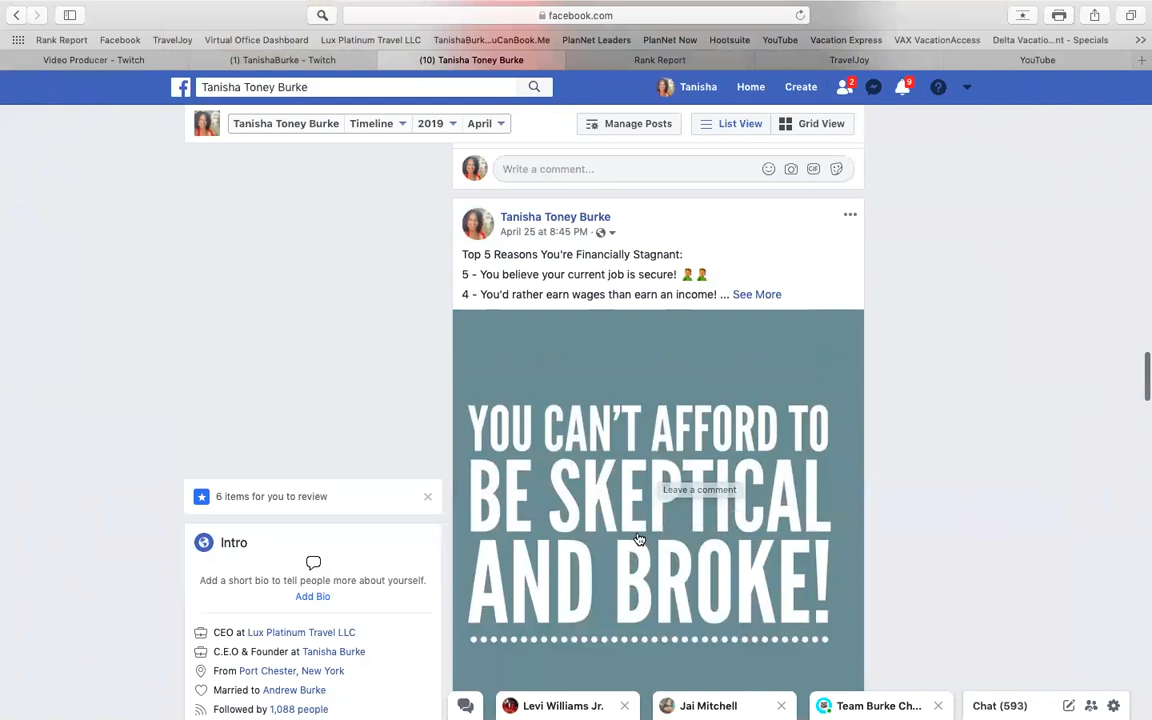 facebook.com
Rank Report Facebook TravelJoy Virtual Office Dashboard Lux Platinum Travel LLC TanishaBurk...uCanBook.Me PlanNet Leaders PlanNet Now Hootsuite YouTube Vacation Express VAX VacationAccess Delta Vacatio...nt - Specials >>
Video Producer - Twitch (1) TanishaBurke - Twitch (10) Tanisha Toney Burke Rank Report TravelJoy YouTube
Tanisha Toney Burke Tanisha Home Create 2 9
Tanisha Toney Burke Timeline 2019 April Manage Posts List View Grid View
Write a comment... GIF
Tanisha Toney Burke
April 25 at 8:45 PM ·
Top 5 Reasons You're Financially Stagnant:
5 - You believe your current job is secure!
4 - You'd rather earn wages than earn an income! ... See More
YOU CAN'T AFFORD TO
BE SKEPTICAL
Leave a comment
AND BROKE!
6 items for you to review
Intro
Add a short bio to tell people more about yourself.
Add Bio
CEO at Lux Platinum Travel LLC
C.E.O & Founder at Tanisha Burke
From Port Chester, New York
Married to Andrew Burke
Followed by 1,088 people
Levi Williams Jr. Jai Mitchell Team Burke Ch... Chat (593)